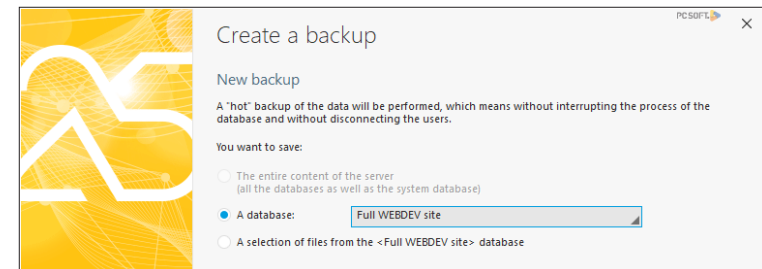 PC SOFT
Create a backup
New backup
A "hot" backup of the data will be performed, which means without interrupting the process of the
database and without disconnecting the users.
You want to save:
The entire content of the server
(all the databases as well as the system database)
A database:
Full WEBDEV site
A selection of files from the <Full WEBDEV site> database